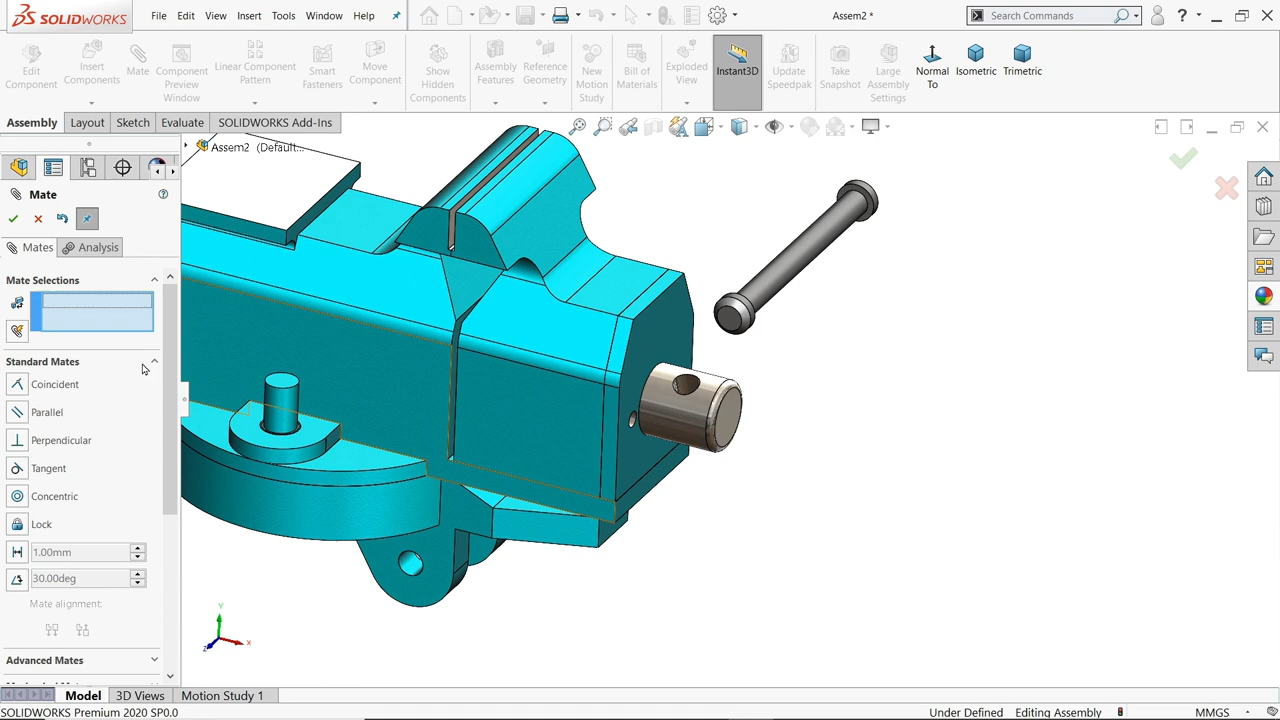 SOLIDWORKS
File Edit View Insert Tools Window Help
Assem2 *
Search Commands
?
Edit Component
Insert Components
Mate
Component Preview Window
Linear Component Pattern
Smart Fasteners
Move Component
Show Hidden Components
Assembly Features
Reference Geometry
New Motion Study
Bill of Materials
Exploded View
Instant3D
Update Speedpak
Take Snapshot
Large Assembly Settings
Normal To
Isometric
Trimetric
Assembly Layout Sketch Evaluate SOLIDWORKS Add-Ins
Assem2 (Default...
Mate
Mates Analysis
Mate Selections
Standard Mates
Coincident
Parallel
Perpendicular
Tangent
Concentric
Lock
1.00mm
30.00deg
Mate alignment:
Advanced Mates
Y
X
Z
Model 3D Views Motion Study 1
SOLIDWORKS Premium 2020 SP0.0
Under Defined Editing Assembly MMGS